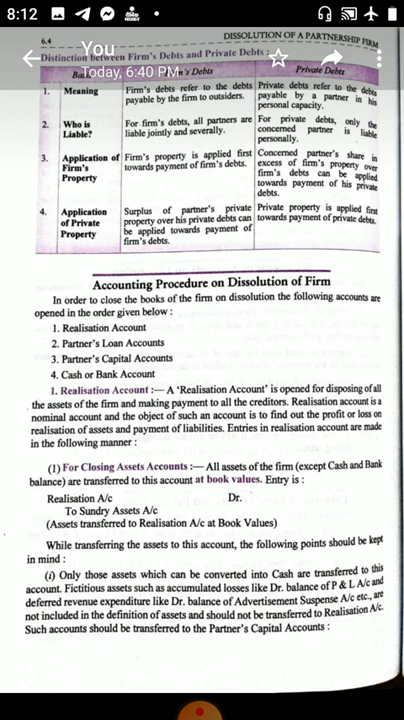 8:12
6.4
DISSOLUTION OF A PARTNERSHIP FIRM
You
Distinction between Firm's Debts and Private Debts :
Today, 6:40 PM
's Debts
Private Debts
1. Meaning
Firm's debts refer to the debts
payable by the firm to outsiders.
Private debts refer to the debts
payable by a partner in his
personal capacity.
2. Who is
Liable?
For firm's debts, all partners are
liable jointly and severally.
For private debts, only the
concerned partner is liable
personally.
3. Application of
Firm's
Property
Firm's property is applied first
towards payment of firm's debts.
Concerned partner's share in
excess of firm's property over
firm's debts can be applied
towards payment of his private
debts.
4. Application
of Private
Property
Surplus of partner's private
property over his private debts can
be applied towards payment of
firm's debts.
Private property is applied first
towards payment of private debts.
Accounting Procedure on Dissolution of Firm
In order to close the books of the firm on dissolution the following accounts are
opened in the order given below :
1. Realisation Account
2. Partner's Loan Accounts
3. Partner's Capital Accounts
4. Cash or Bank Account
1. Realisation Account :— A 'Realisation Account' is opened for disposing of all
the assets of the firm and making payment to all the creditors. Realisation account is a
nominal account and the object of such an account is to find out the profit or loss on
realisation of assets and payment of liabilities. Entries in realisation account are made
in the following manner :
(1) For Closing Assets Accounts :— All assets of the firm (except Cash and Bank
balance) are transferred to this account at book values. Entry is :
Realisation A/c Dr.
To Sundry Assets A/c
(Assets transferred to Realisation A/c at Book Values)
While transferring the assets to this account, the following points should be kept
in mind :
(i) Only those assets which can be converted into Cash are transferred to this
account. Fictitious assets such as accumulated losses like Dr. balance of P & L A/c and
deferred revenue expenditure like Dr. balance of Advertisement Suspense A/c etc., are
not included in the definition of assets and should not be transferred to Realisation A/c.
Such accounts should be transferred to the Partner's Capital Accounts :